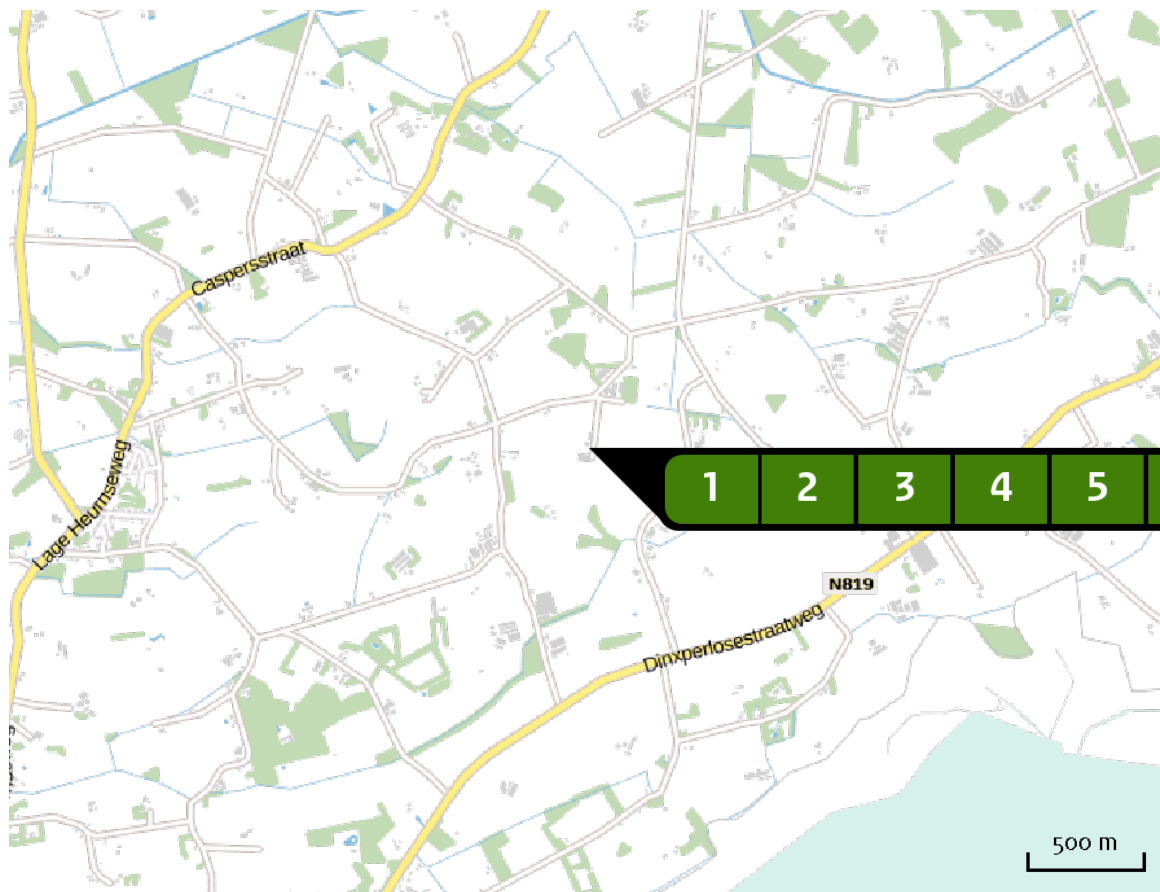 Caspersstraat
Lage Heurnseweg
1 2 3 4 5
N819
Dinxperlosestraatweg
500 m